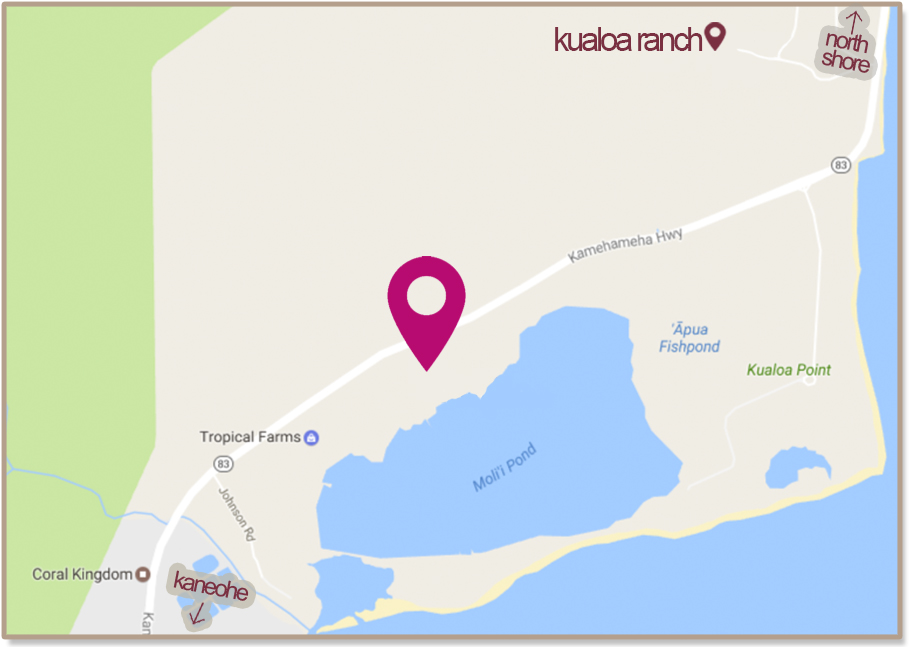 kualoa ranch
north
shore
83
Kamehameha Hwy
'Āpua
Fishpond
Kualoa Point
Tropical Farms
83
Moli'i Pond
Johnson Rd
Coral Kingdom
kaneohe
Kan